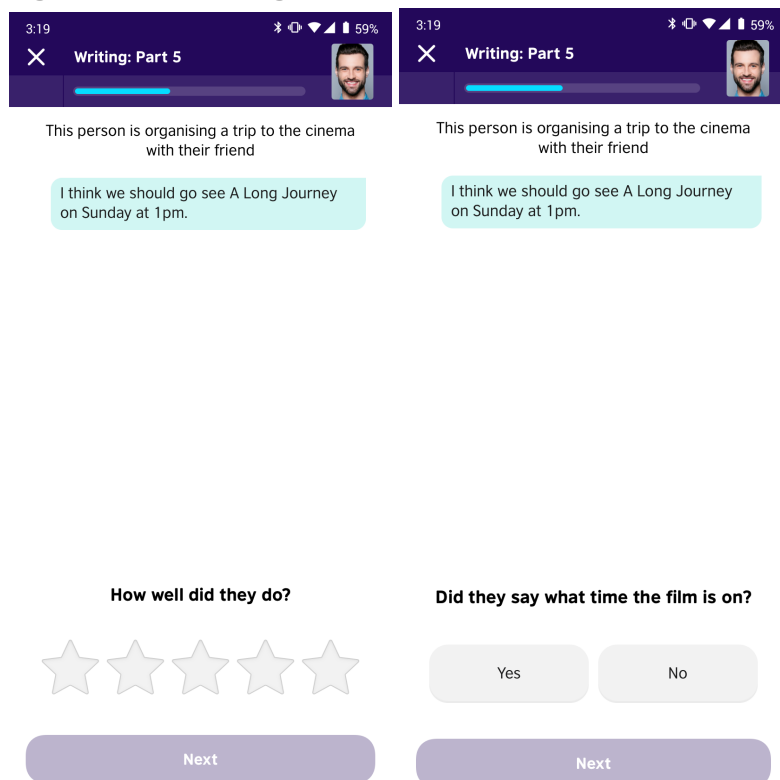 3:19
59%
Writing: Part 5
This person is organising a trip to the cinema
with their friend
I think we should go see A Long Journey
on Sunday at 1pm.
How well did they do?
Next
3:19
59%
Writing: Part 5
This person is organising a trip to the cinema
with their friend
I think we should go see A Long Journey
on Sunday at 1pm.
Did they say what time the film is on?
Yes
No
Next